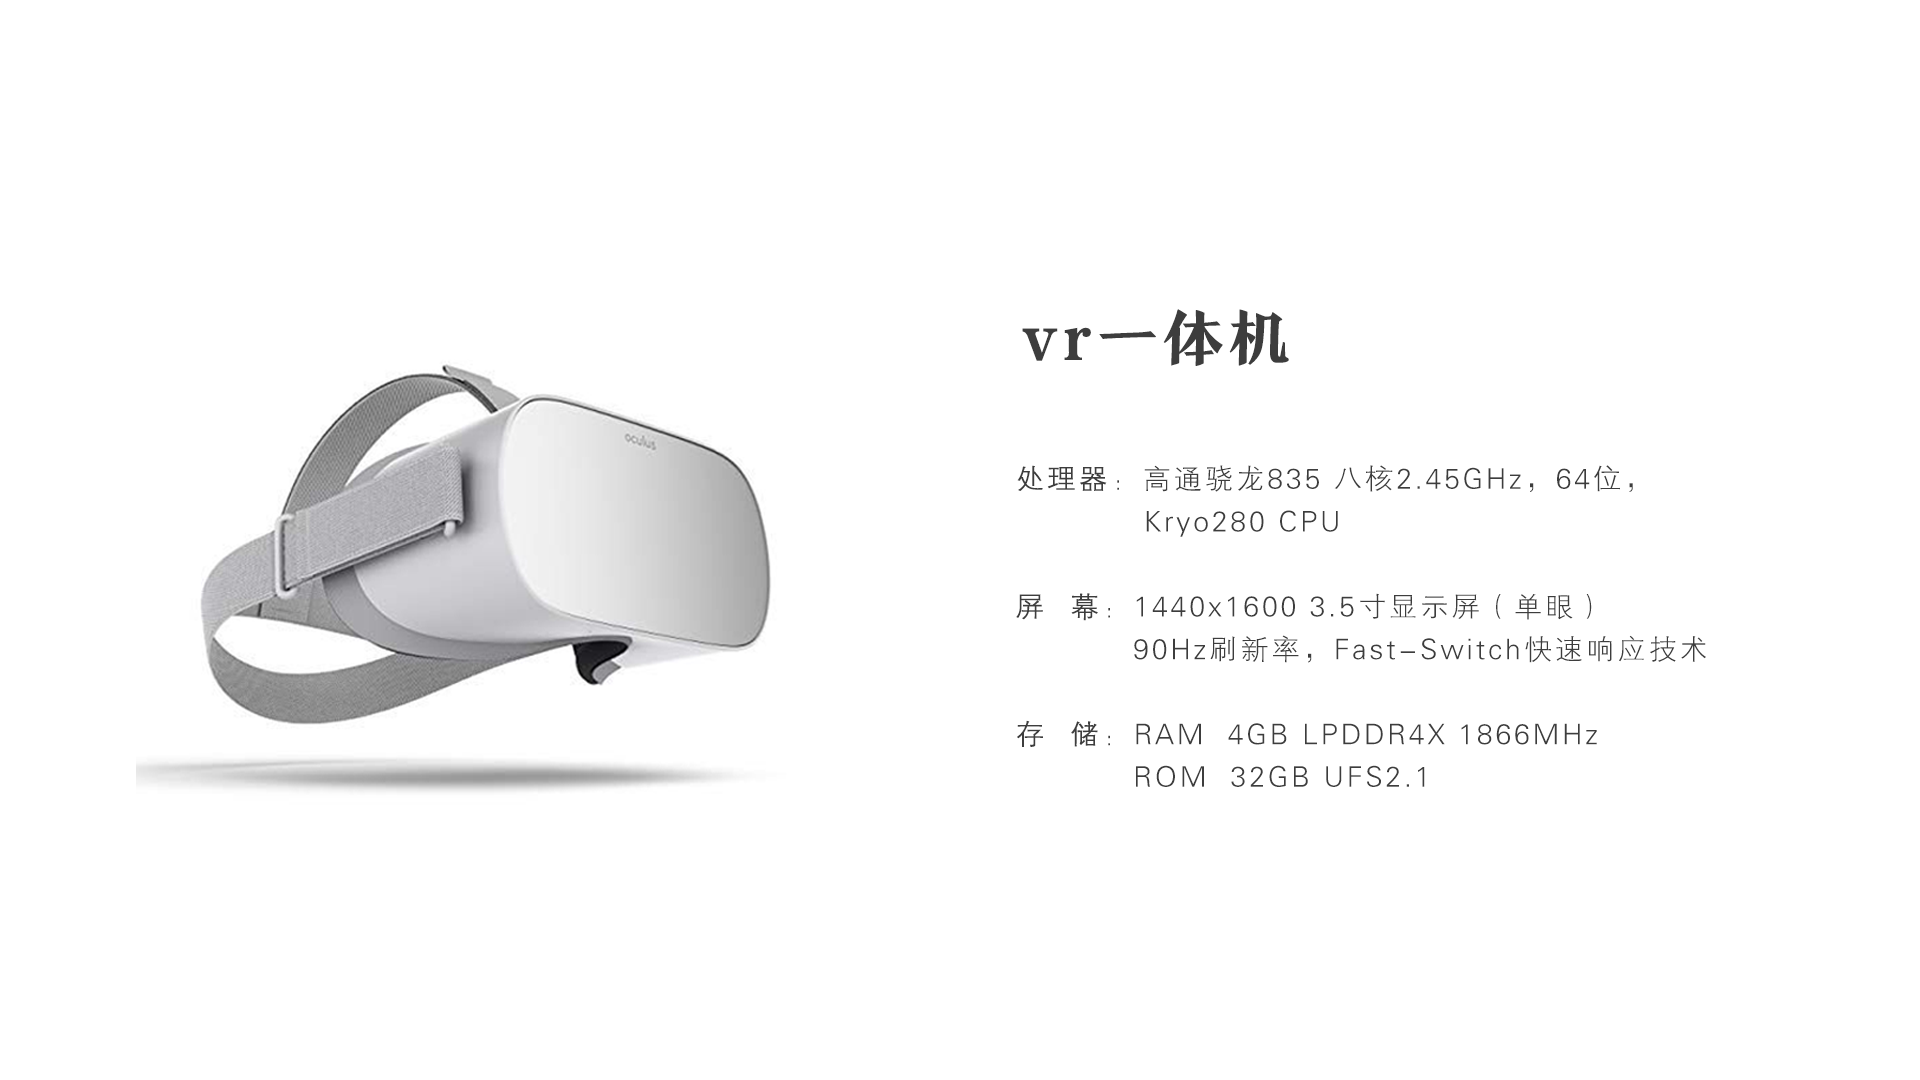 oculus
vr一体机
处理器：高通骁龙835 八核2.45GHz，64位，
Kryo280 CPU
屏 幕：1440x1600 3.5寸显示屏（单眼）
90Hz刷新率，Fast-Switch快速响应技术
存 储：RAM 4GB LPDDR4X 1866MHz
ROM 32GB UFS2.1